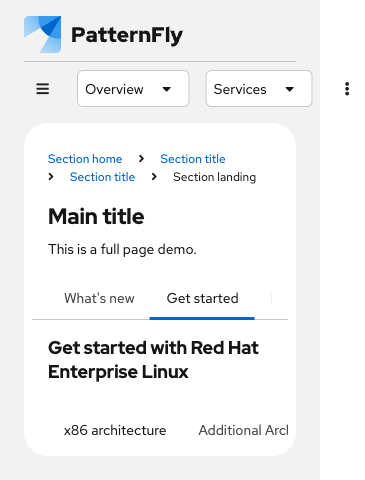 PatternFly
Overview Services
Section home Section title
Section title Section landing
Main title
This is a full page demo.
What's new Get started
Get started with Red Hat
Enterprise Linux
x86 architecture Additional